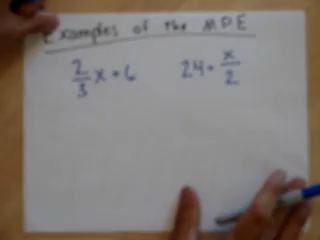 Examples of the MPE
2/3 x = 6 24 = x/2